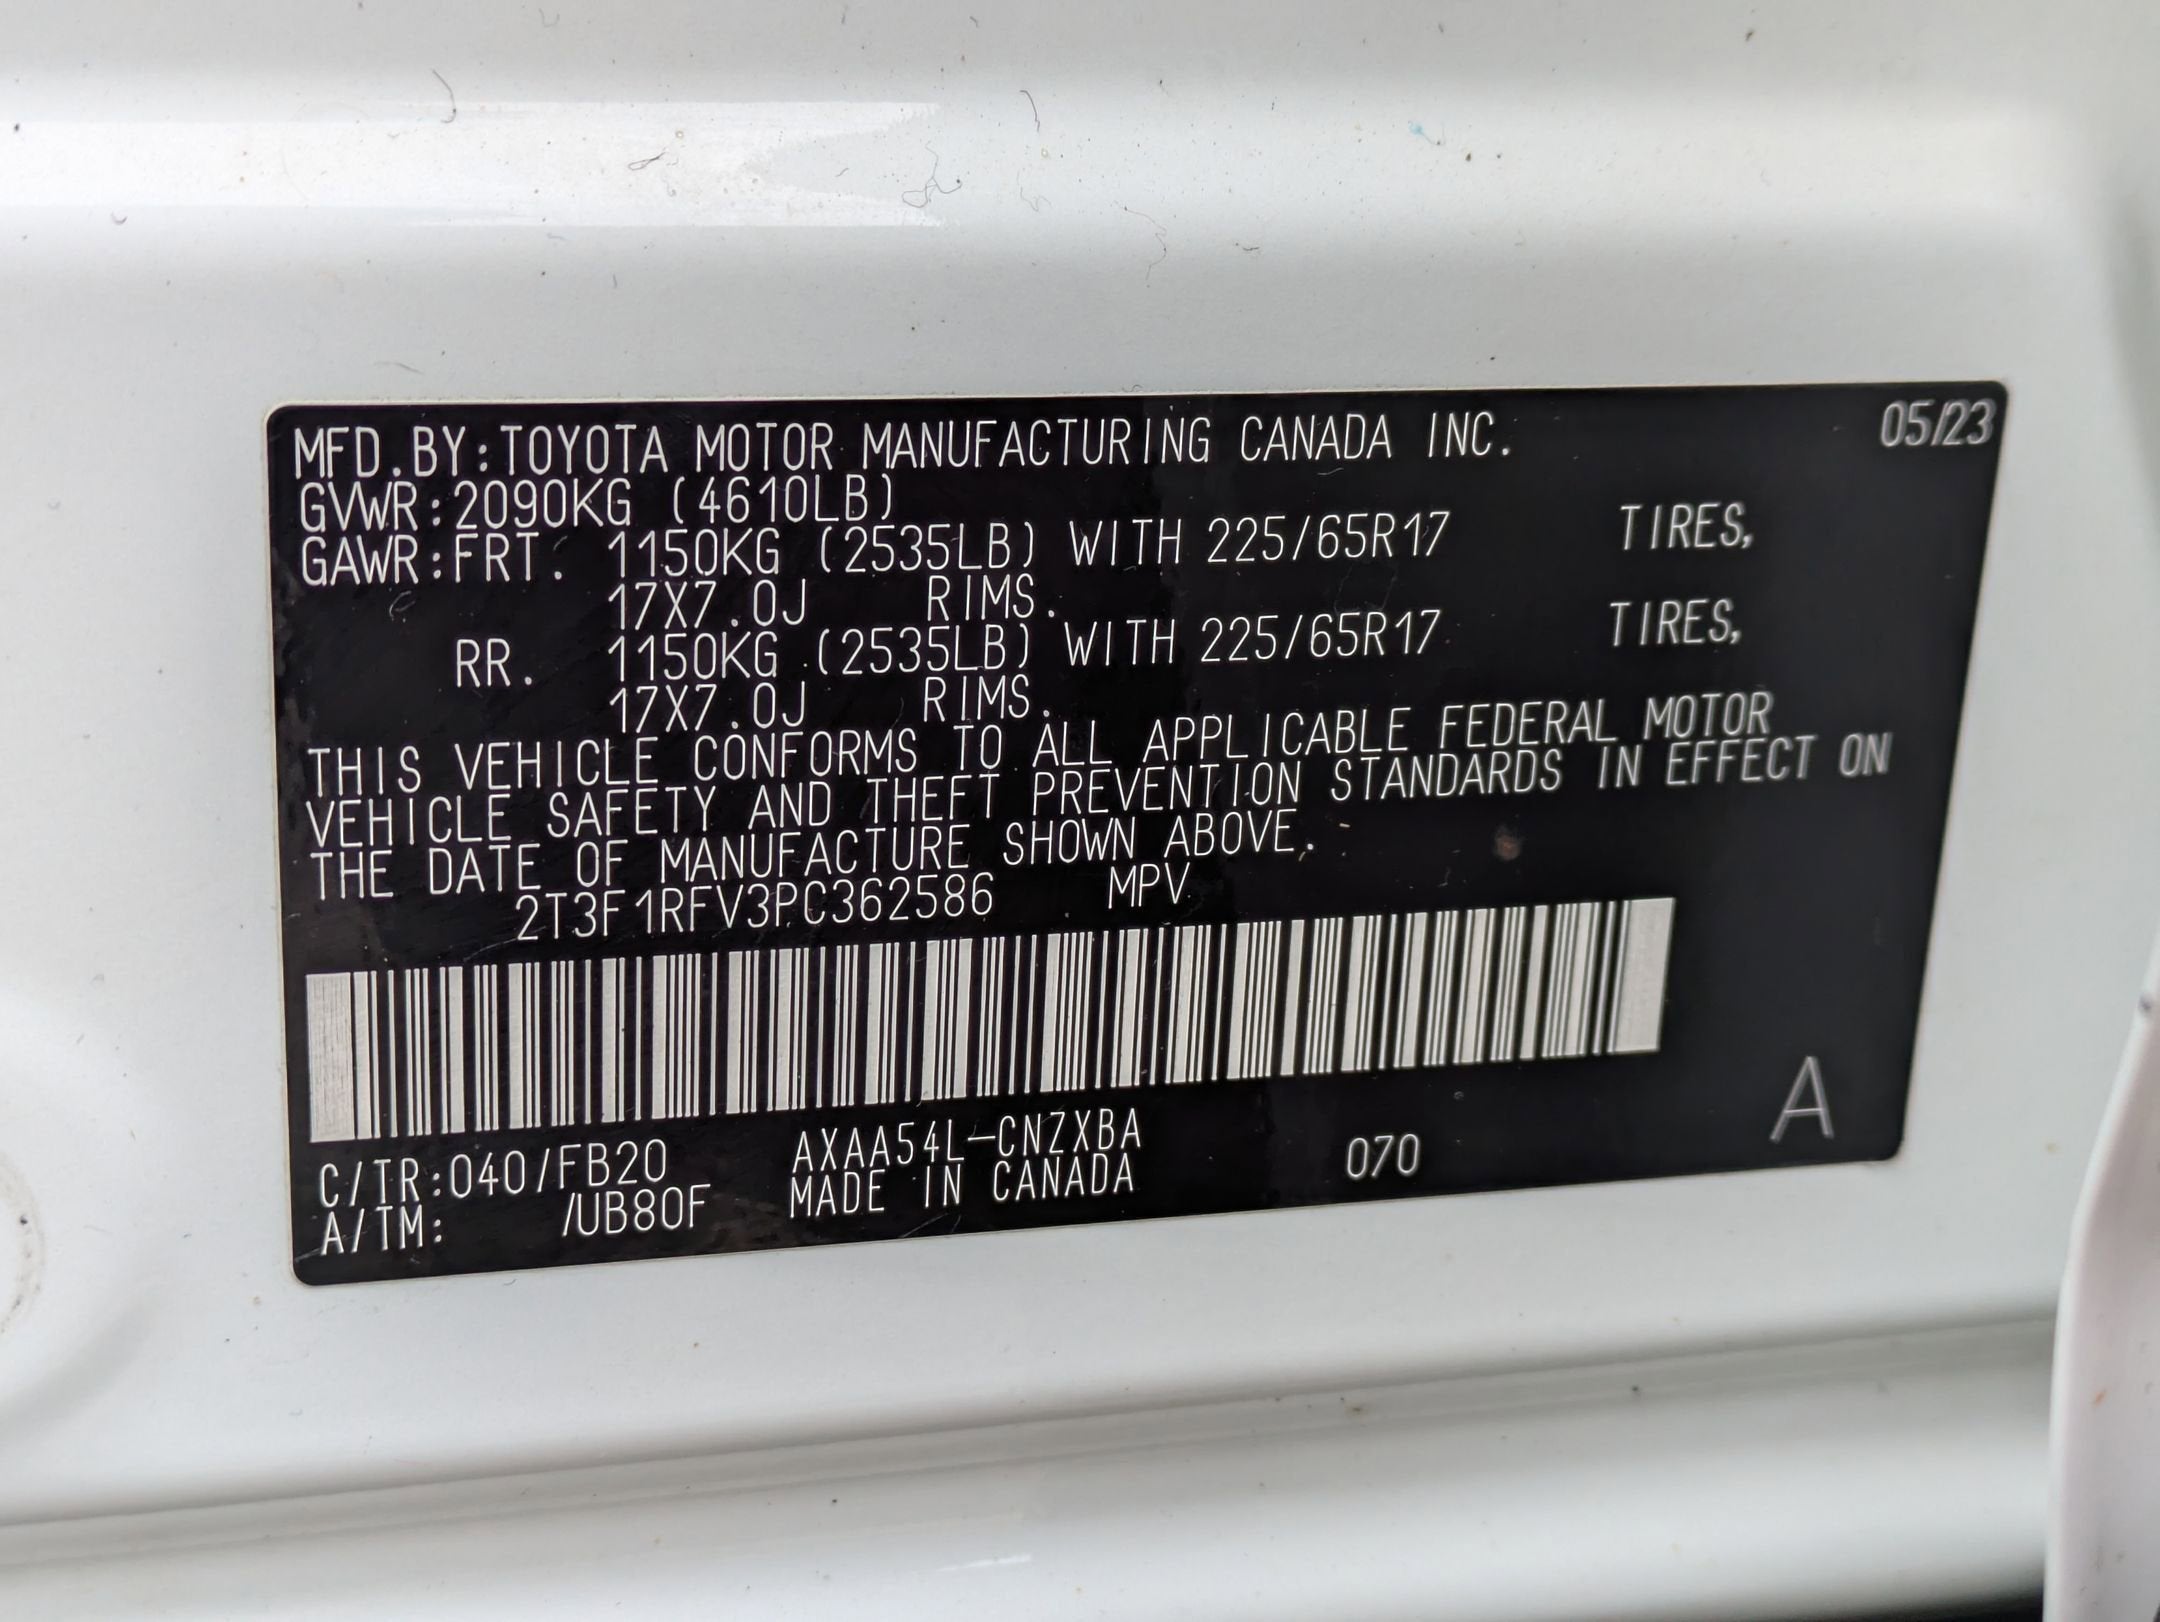 MFD.BY:TOYOTA MOTOR MANUFACTURING CANADA INC. 05/23
GVWR:2090KG (4610LB)
GAWR:FRT. 1150KG (2535LB) WITH 225/65R17 TIRES,
17X7.0J RIMS.
RR. 1150KG (2535LB) WITH 225/65R17 TIRES,
17X7.0J RIMS.
THIS VEHICLE CONFORMS TO ALL APPLICABLE FEDERAL MOTOR
VEHICLE SAFETY AND THEFT PREVENTION STANDARDS IN EFFECT ON
THE DATE OF MANUFACTURE SHOWN ABOVE.
2T3F1RFV3PC362586 MPV
C/TR:040/FB20 AXAA54L-CNZXBA 070 A
A/TM: /UB80F MADE IN CANADA